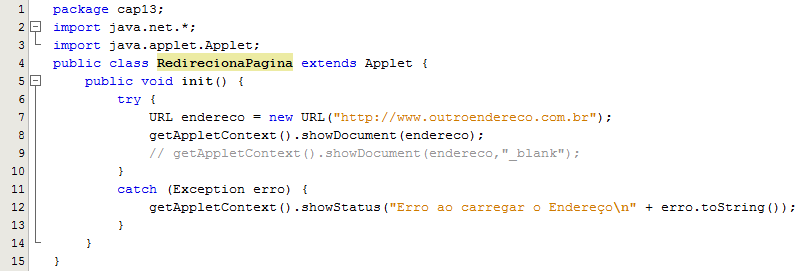 1 package cap13;
2 import java.net.*;
3 import java.applet.Applet;
4 public class RedirecionaPagina extends Applet {
5     public void init() {
6         try {
7             URL endereco = new URL("http://www.outroendereco.com.br");
8             getAppletContext().showDocument(endereco);
9             // getAppletContext().showDocument(endereco,"_blank");
10         }
11         catch (Exception erro) {
12             getAppletContext().showStatus("Erro ao carregar o Endereço\n" + erro.toString());
13         }
14     }
15 }